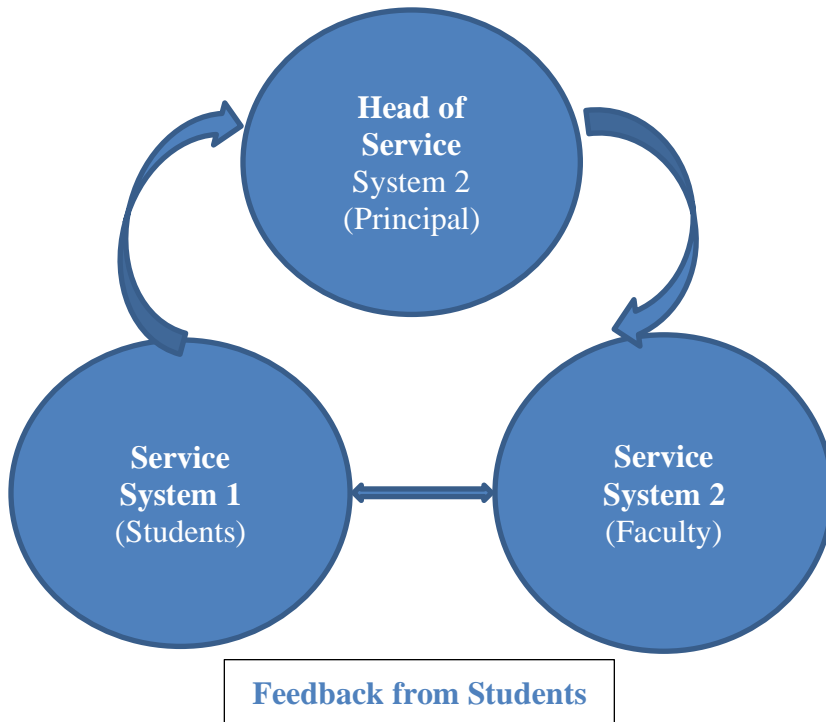 Head of
Service
System 2
(Principal)
Service
System 1
(Students)
Service
System 2
(Faculty)
Feedback from Students